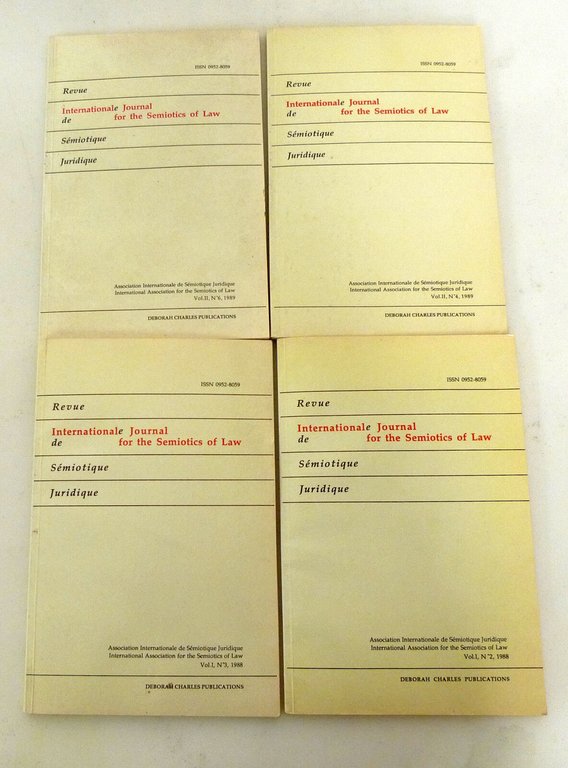 ISSN 0952-8059
Revue
Internationale Journal
de for the Semiotics of Law
Sémiotique
Juridique
Association Internationale de Sémiotique Juridique
International Association for the Semiotics of Law
Vol.II, N°6, 1989
DEBORAH CHARLES PUBLICATIONS
ISSN 0952-8059
Revue
Internationale Journal
de for the Semiotics of Law
Sémiotique
Juridique
Association Internationale de Sémiotique Juridique
International Association for the Semiotics of Law
Vol.II, N°4, 1989
DEBORAH CHARLES PUBLICATIONS
ISSN 0952-8059
Revue
Internationale Journal
de for the Semiotics of Law
Sémiotique
Juridique
Association Internationale de Sémiotique Juridique
International Association for the Semiotics of Law
Vol.I, N°3, 1988
DEBORAH CHARLES PUBLICATIONS
ISSN 0952-8059
Revue
Internationale Journal
de for the Semiotics of Law
Sémiotique
Juridique
Association Internationale de Sémiotique Juridique
International Association for the Semiotics of Law
Vol.I, N°2, 1988
DEBORAH CHARLES PUBLICATIONS